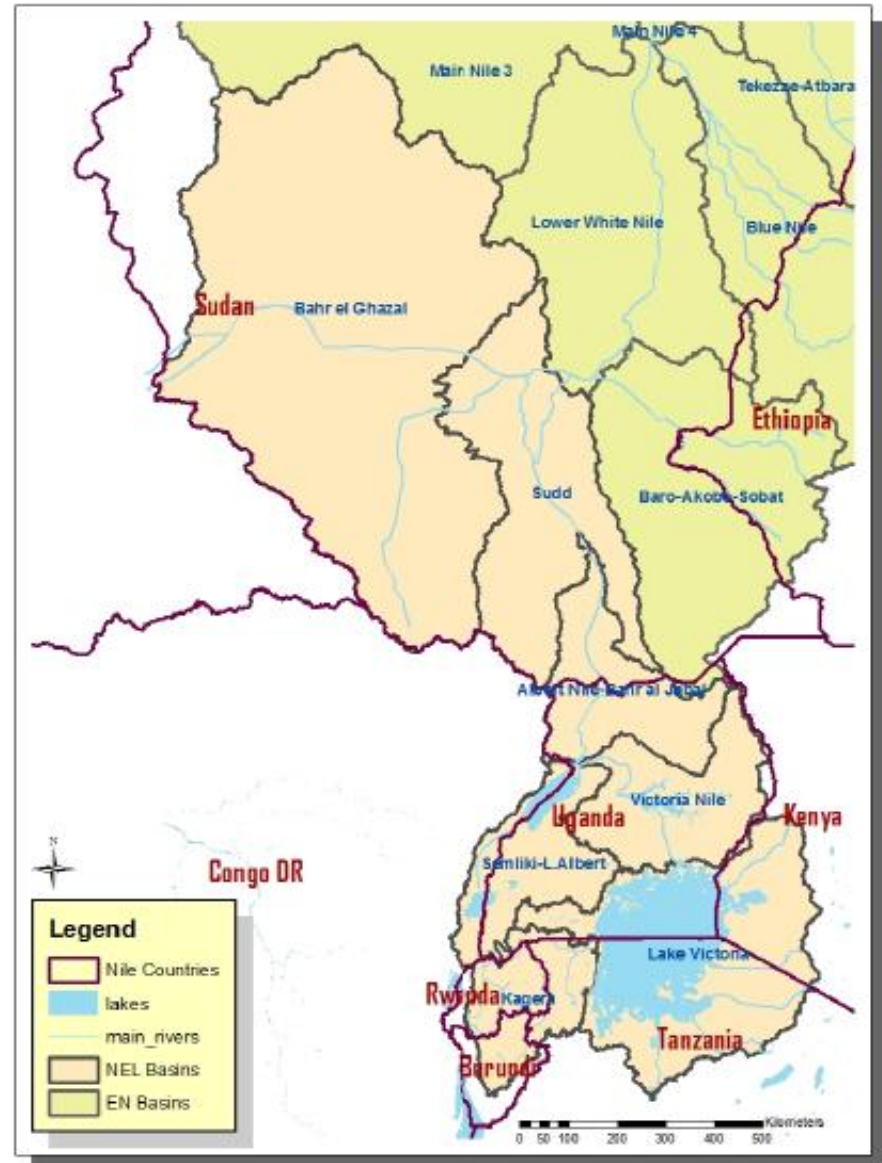 Main Nile 4
Main Nile 3
Tekezze-Atbara
Lower White Nile
Blue Nile
Sudan
Bahr el Ghazal
Ethiopia
Sudd
Baro-Akobo-Sobat
Albert Nile-Bahr al Jabal
Victoria Nile
Uganda
Kenya
Semliki-L.Albert
Congo DR
N
Lake Victoria
Rwanda
Kagera
Tanzania
Burundi
Legend
Nile Countries
lakes
main_rivers
NEL Basins
EN Basins
Kilometers
0 50 100 200 300 400 500